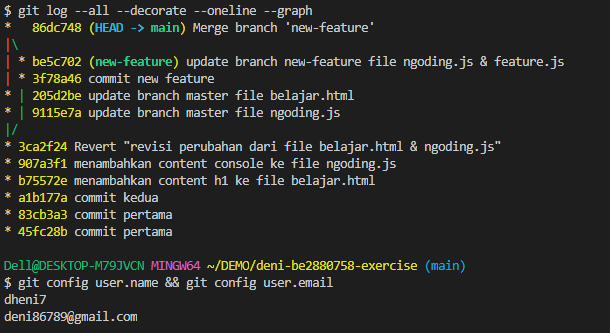 $ git log --all --decorate --oneline --graph
*   86dc748 (HEAD -> main) Merge branch 'new-feature'
|\
| * be5c702 (new-feature) update branch new-feature file ngoding.js & feature.js
| * 3f78a46 commit new feature
* | 205d2be update branch master file belajar.html
* | 9115e7a update branch master file ngoding.js
|/
* 3ca2f24 Revert "revisi perubahan dari file belajar.html & ngoding.js"
* 907a3f1 menambahkan content console ke file ngoding.js
* b75572e menambahkan content h1 ke file belajar.html
* a1b177a commit kedua
* 83cb3a3 commit pertama
* 45fc28b commit pertama
Dell@DESKTOP-M79JVCN MINGW64 ~/DEMO/deni-be2880758-exercise (main)
$ git config user.name && git config user.email
dheni7
deni86789@gmail.com